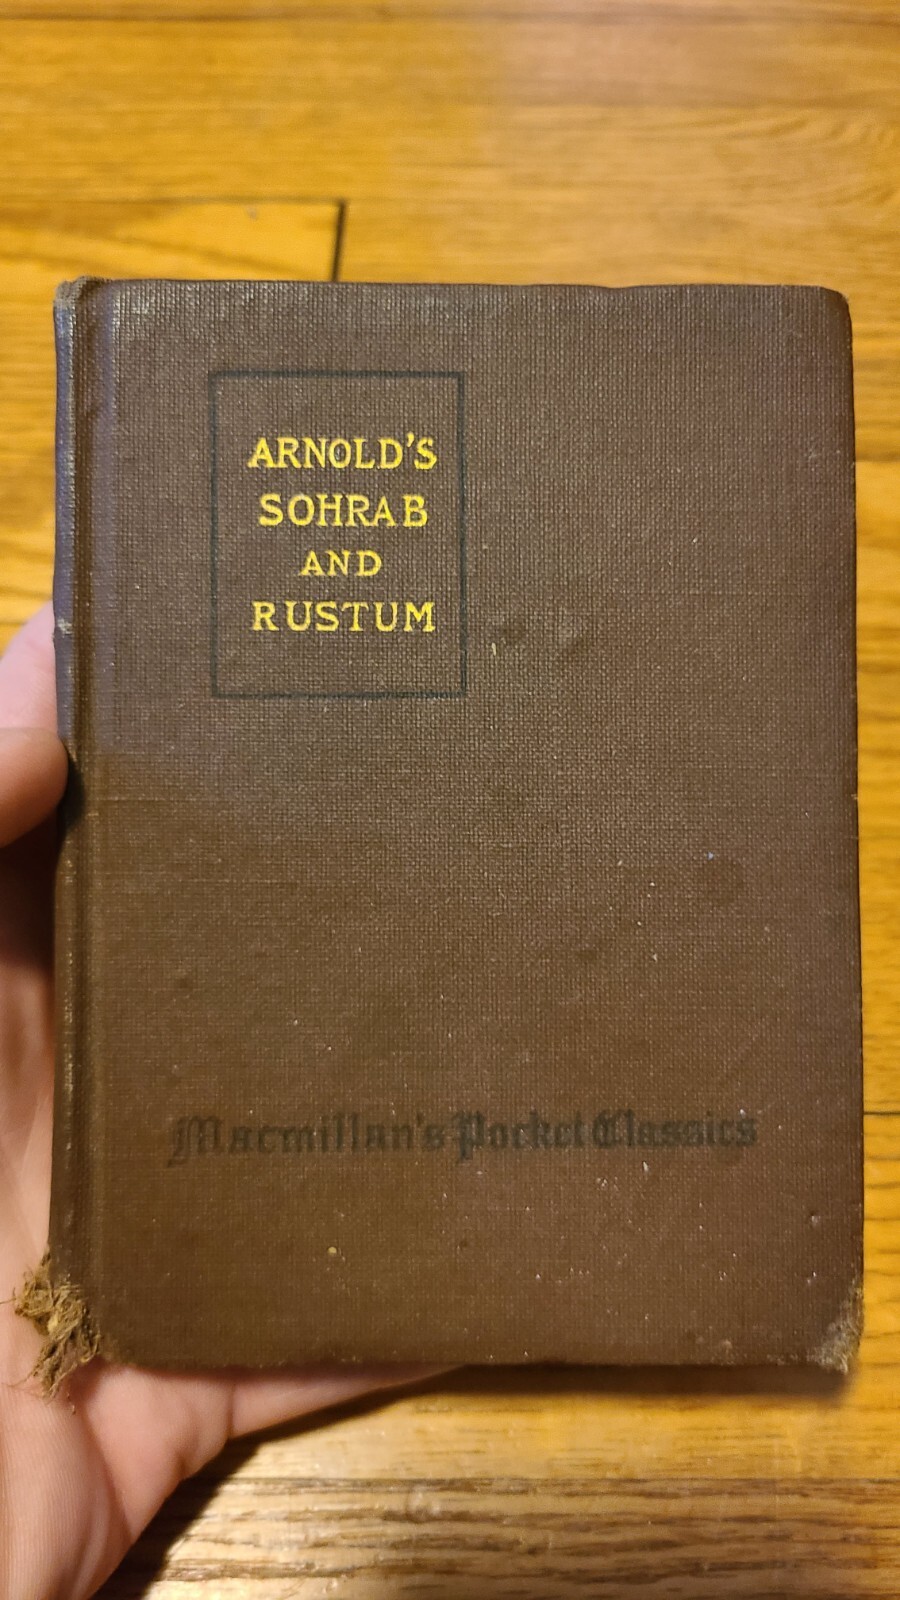 ARNOLD'S
SOHRAB
AND
RUSTUM
Macmillan's Pocket Classics